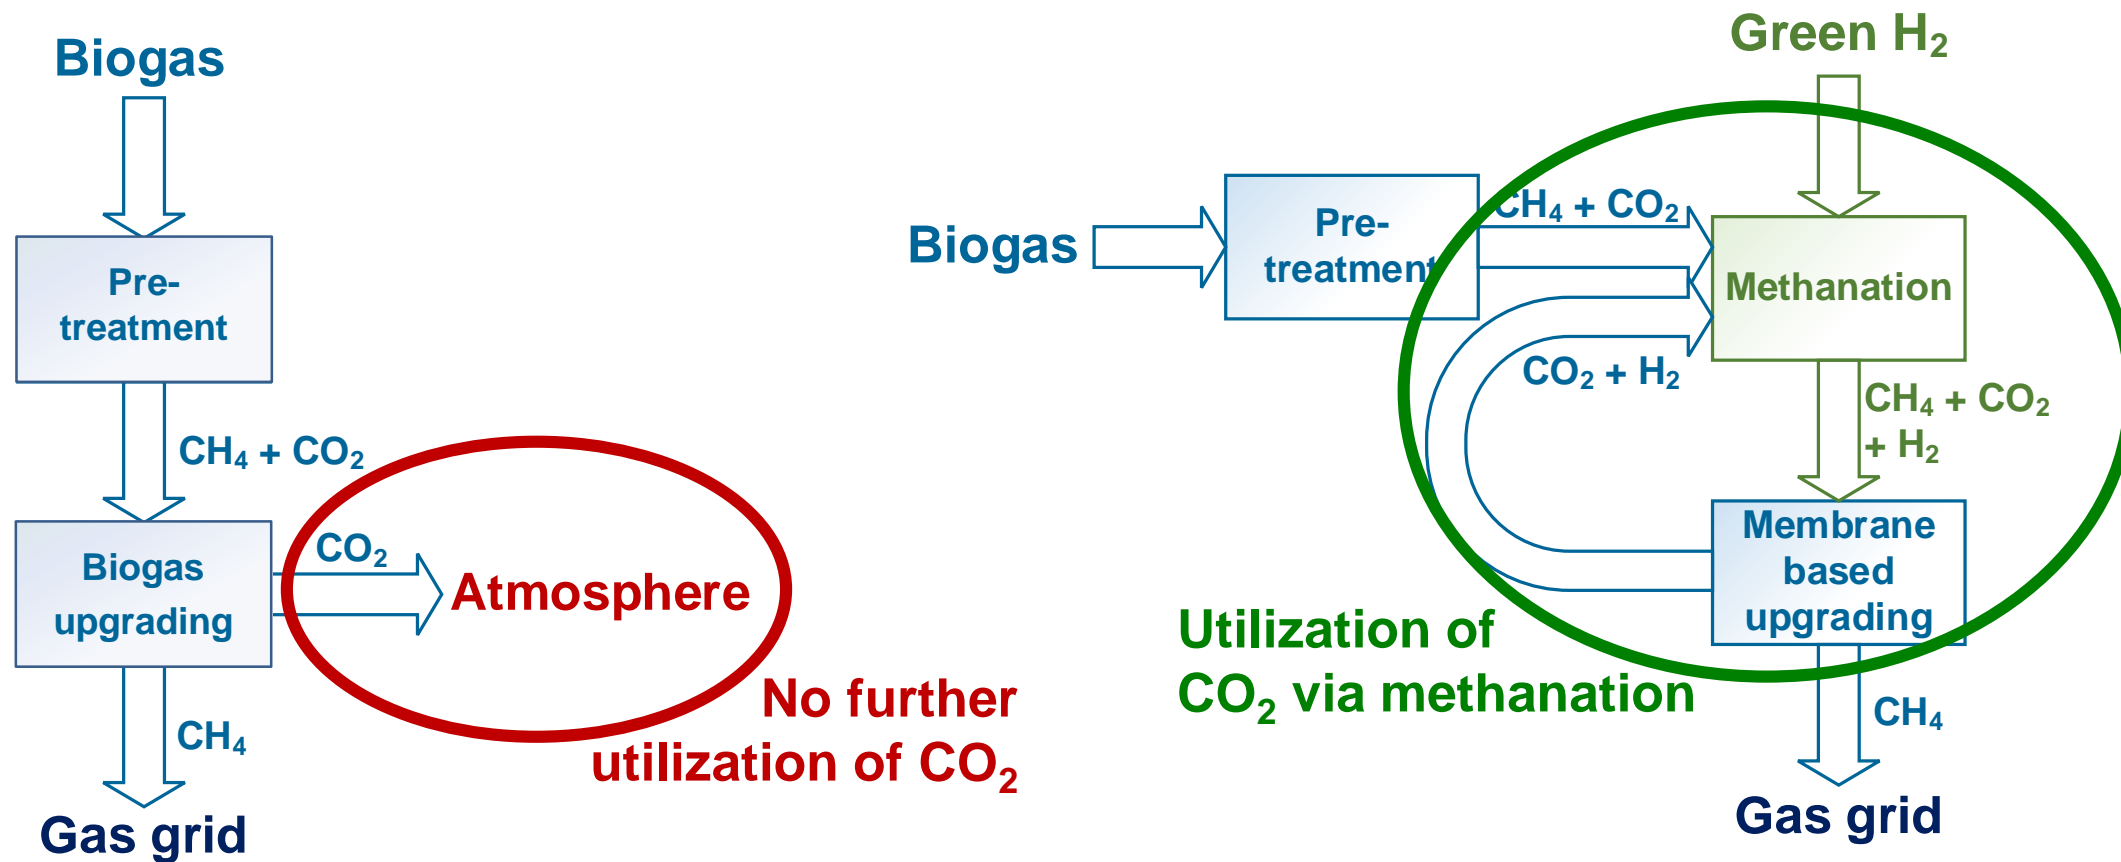 Biogas
Pre-
treatment
CH₄ + CO₂
Biogas
upgrading
CO₂
Atmosphere
No further
utilization of CO₂
CH₄
Gas grid
Green H₂
Biogas
Pre-
treatment
CH₄ + CO₂
Methanation
CO₂ + H₂
CH₄ + CO₂
+ H₂
Membrane
based
upgrading
Utilization of
CO₂ via methanation
CH₄
Gas grid